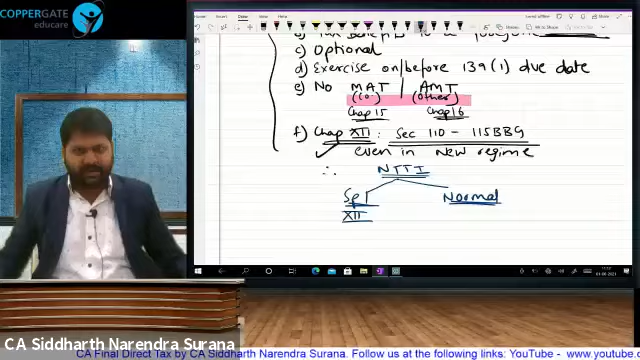 COPPERGATE
educare
c) Optional
d) Exercise on/before 139(1) due date
e) No MAT | AMT
(Co.) (Others)
Chap 15 Chap 16
f) Chap XII : Sec 110 - 115BBG
even in New regime
∴ NTTI
Spl Normal
XII
CA Siddharth Narendra Surana
CA Final Direct Tax by CA Siddharth Narendra Surana. Follow us at the following links: YouTube - www.youtube.co